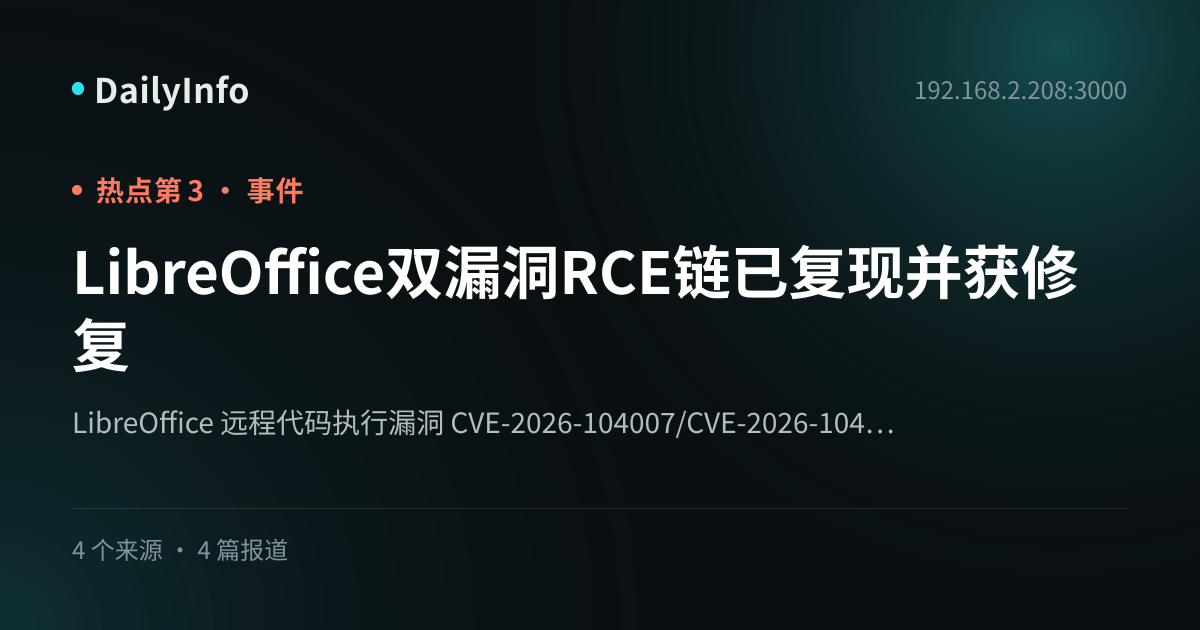 DailyInfo
192.168.2.208:3000
热点第 3 · 事件
LibreOffice双漏洞RCE链已复现并获修
复
LibreOffice 远程代码执行漏洞 CVE-2026-104007/CVE-2026-104…
4 个来源 · 4 篇报道